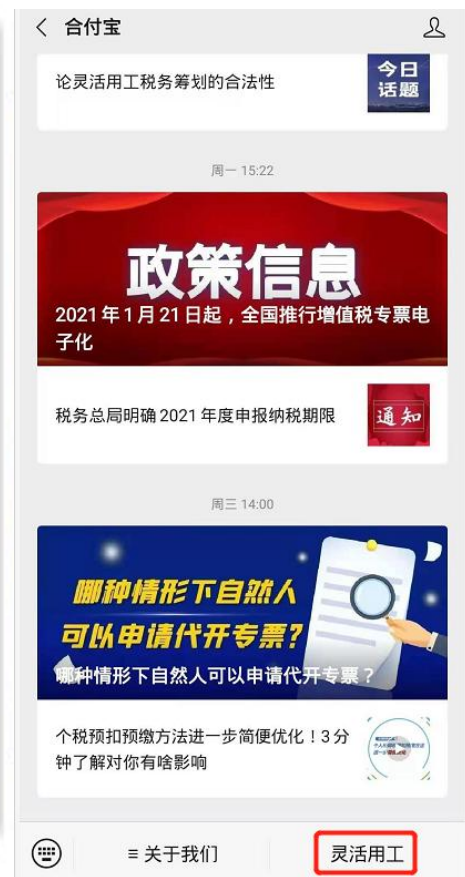 合付宝
论灵活用工税务筹划的合法性
今日
话题
周一 15:22
政策信息
2021年1月21日起，全国推行增值税专票电
子化
税务总局明确2021年度申报纳税期限
通知
周三 14:00
哪种情形下自然人
可以申请代开专票?
哪种情形下自然人可以申请代开专票？
个税预扣预缴方法进一步简便优化！3分
钟了解对你有啥影响
≡ 关于我们
灵活用工